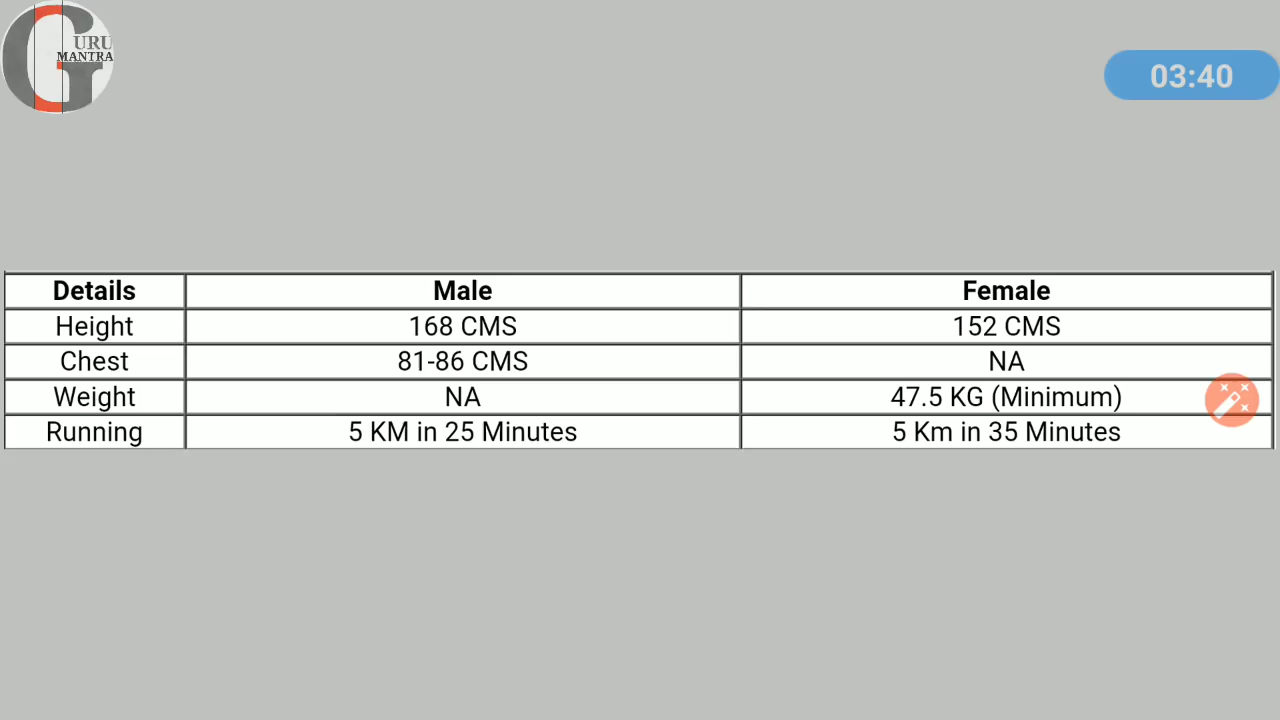 GURU
MANTRA
03:40
Details Male Female
Height 168 CMS 152 CMS
Chest 81-86 CMS NA
Weight NA 47.5 KG (Minimum)
Running 5 KM in 25 Minutes 5 Km in 35 Minutes